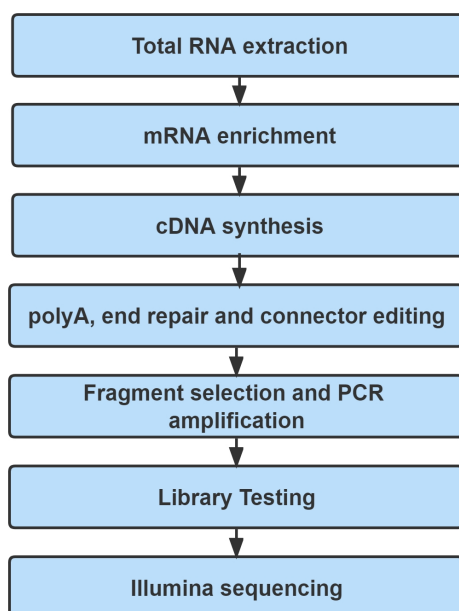 Total RNA extraction
mRNA enrichment
cDNA synthesis
polyA, end repair and connector editing
Fragment selection and PCR
amplification
Library Testing
Illumina sequencing